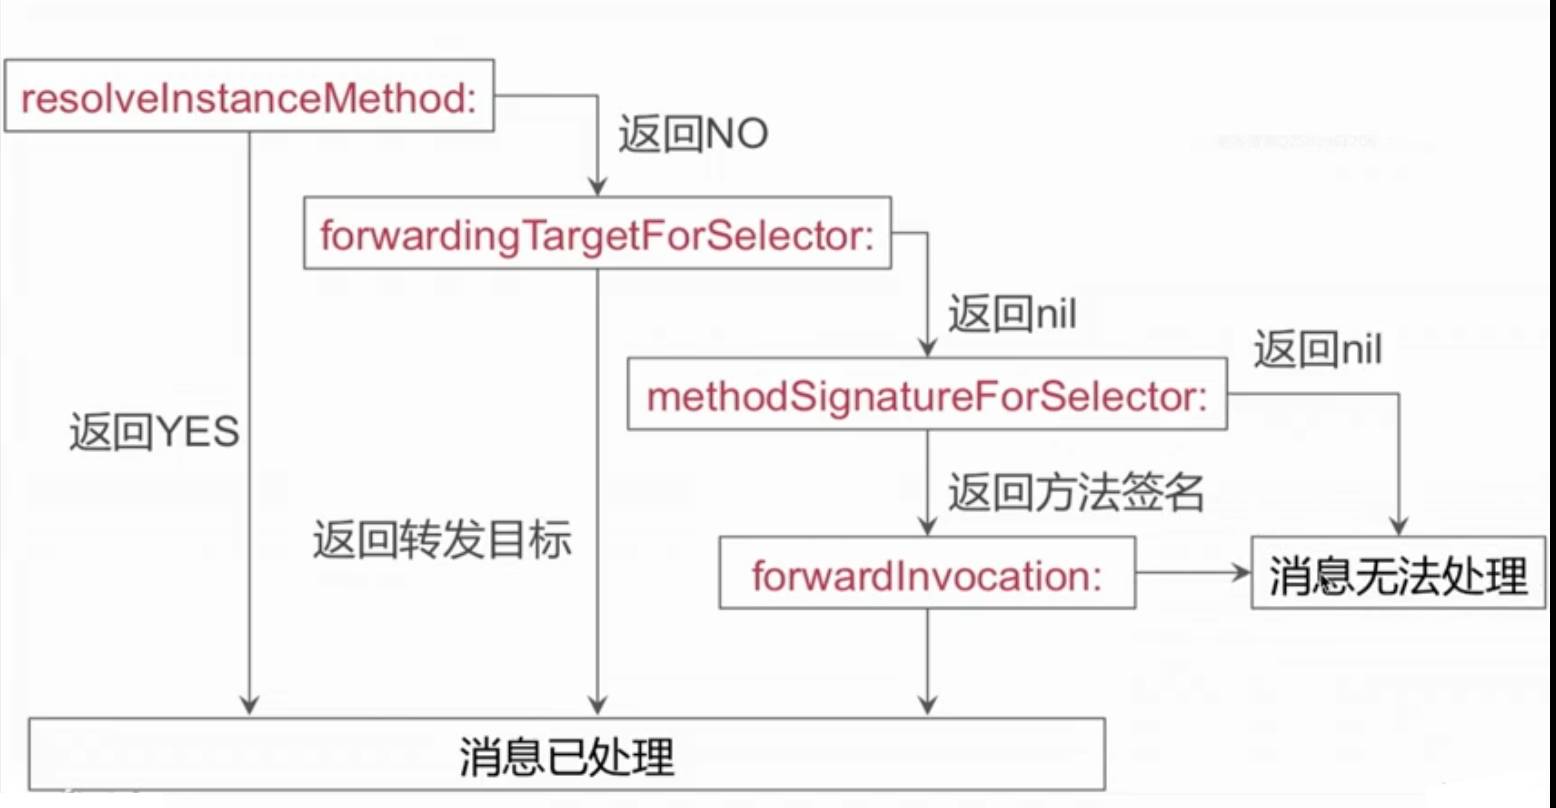 resolveInstanceMethod:
返回NO
forwardingTargetForSelector:
返回nil
返回nil
methodSignatureForSelector:
返回YES
返回方法签名
返回转发目标
forwardInvocation:
消息无法处理
消息已处理